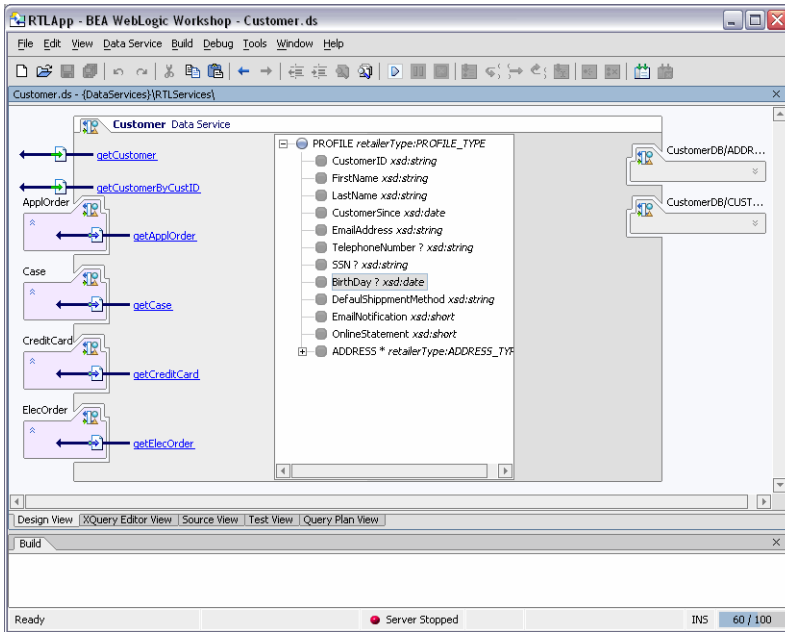 RTLApp - BEA WebLogic Workshop - Customer.ds
File Edit View Data Service Build Debug Tools Window Help
Customer.ds - {DataServices}\RTLServices\
Customer Data Service
getCustomer
getCustomerByCustID
ApplOrder
getApplOrder
Case
getCase
CreditCard
getCreditCard
ElecOrder
getElecOrder
PROFILE retailerType:PROFILE_TYPE
CustomerID xsd:string
FirstName xsd:string
LastName xsd:string
CustomerSince xsd:date
EmailAddress xsd:string
TelephoneNumber ? xsd:string
SSN ? xsd:string
BirthDay ? xsd:date
DefaulShippmentMethod xsd:string
EmailNotification xsd:short
OnlineStatement xsd:short
ADDRESS * retailerType:ADDRESS_TYP
CustomerDB/ADDR...
CustomerDB/CUST...
Design View XQuery Editor View Source View Test View Query Plan View
Build
Ready Server Stopped INS 60 / 100